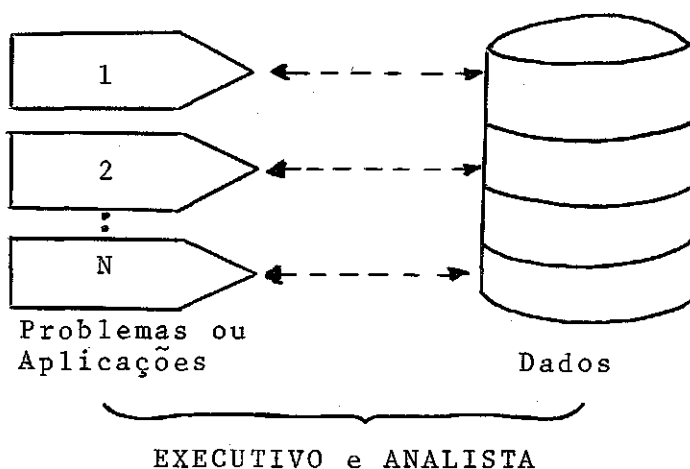 1
2
N
Problemas ou
Aplicações
Dados
EXECUTIVO e ANALISTA